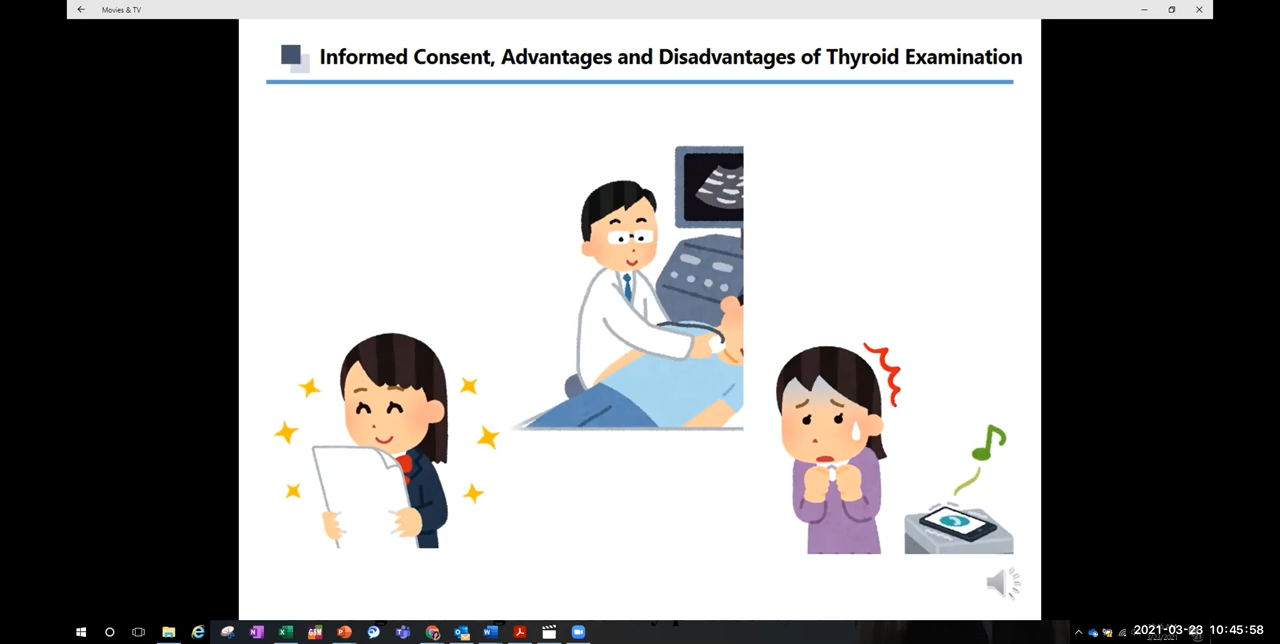 Movies & TV
Informed Consent, Advantages and Disadvantages of Thyroid Examination
2021-03-23 10:45:58